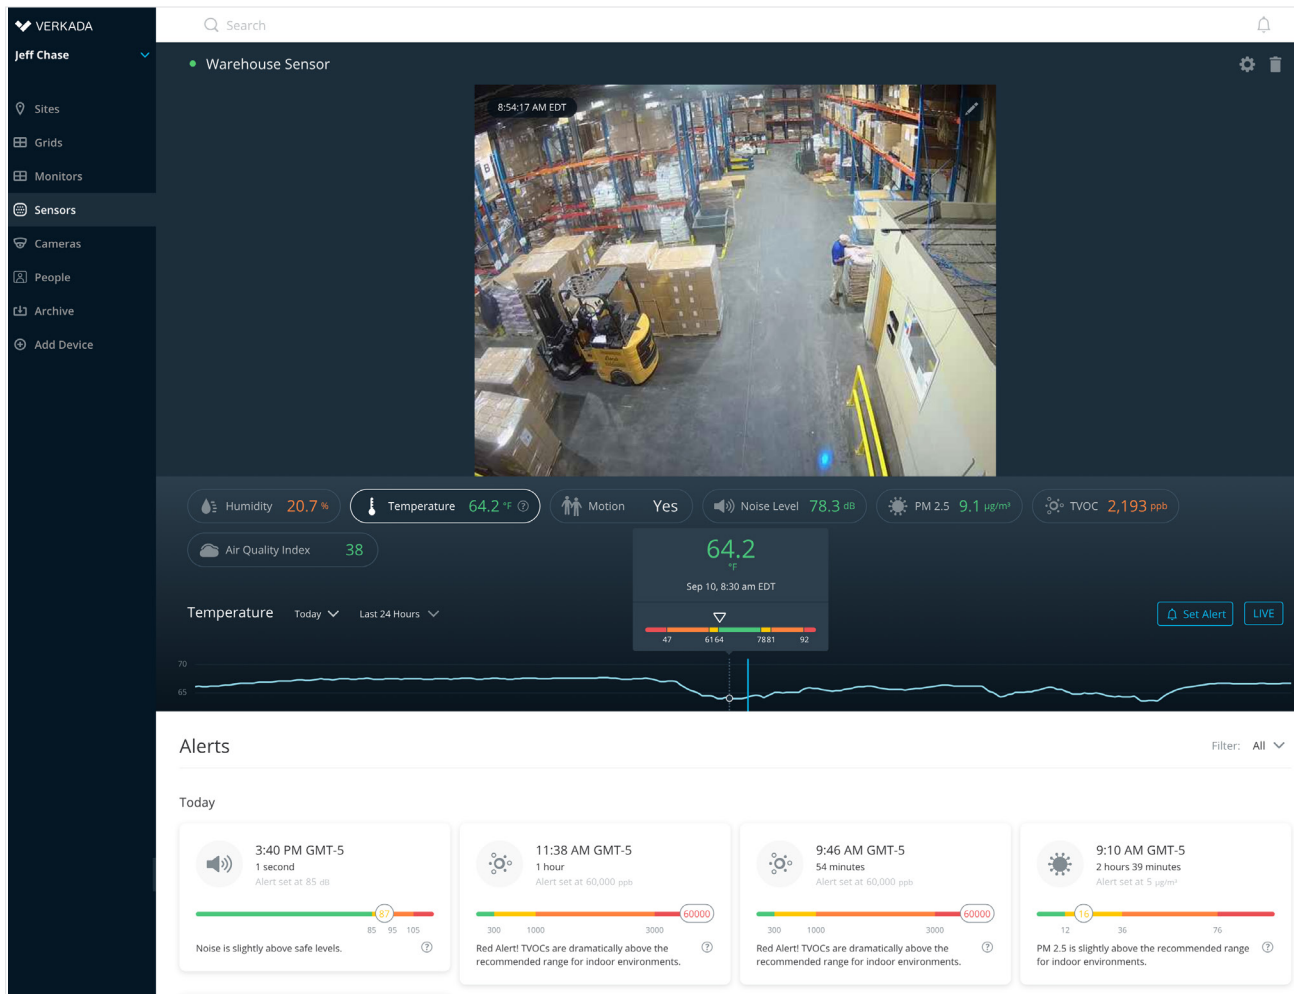 VERKADA
Search
Jeff Chase
Warehouse Sensor
Sites
Grids
Monitors
Sensors
Cameras
People
Archive
Add Device
8:54:17 AM EDT
B
Humidity 20.7 %
Temperature 64.2 °F ?
Motion Yes
Noise Level 78.3 dB
PM 2.5 9.1 µg/m³
TVOC 2,193 ppb
Air Quality Index 38
64.2
°F
Sep 10, 8:30 am EDT
47 61 64 78 81 92
Temperature Today Last 24 Hours
Set Alert LIVE
70
65
Alerts
Filter: All
Today
3:40 PM GMT-5
1 second
Alert set at 85 dB
87
85 95 105
Noise is slightly above safe levels. ?
11:38 AM GMT-5
1 hour
Alert set at 60,000 ppb
60000
300 1000 3000
Red Alert! TVOCs are dramatically above the ?
recommended range for indoor environments.
9:46 AM GMT-5
54 minutes
Alert set at 60,000 ppb
60000
300 1000 3000
Red Alert! TVOCs are dramatically above the ?
recommended range for indoor environments.
9:10 AM GMT-5
2 hours 39 minutes
Alert set at 5 µg/m³
16
12 36 76
PM 2.5 is slightly above the recommended range ?
for indoor environments.